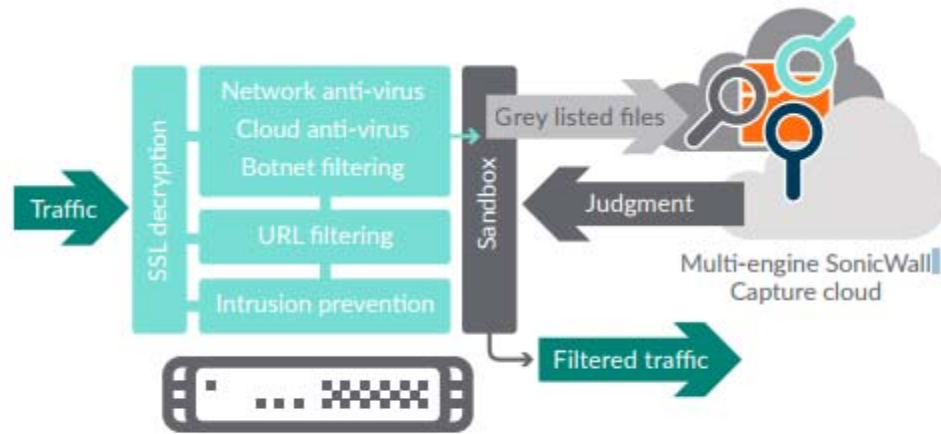 Traffic
SSL decryption
Network anti-virus
Cloud anti-virus
Botnet filtering
URL filtering
Intrusion prevention
Sandbox
Grey listed files
Judgment
Multi-engine SonicWall
Capture cloud
Filtered traffic